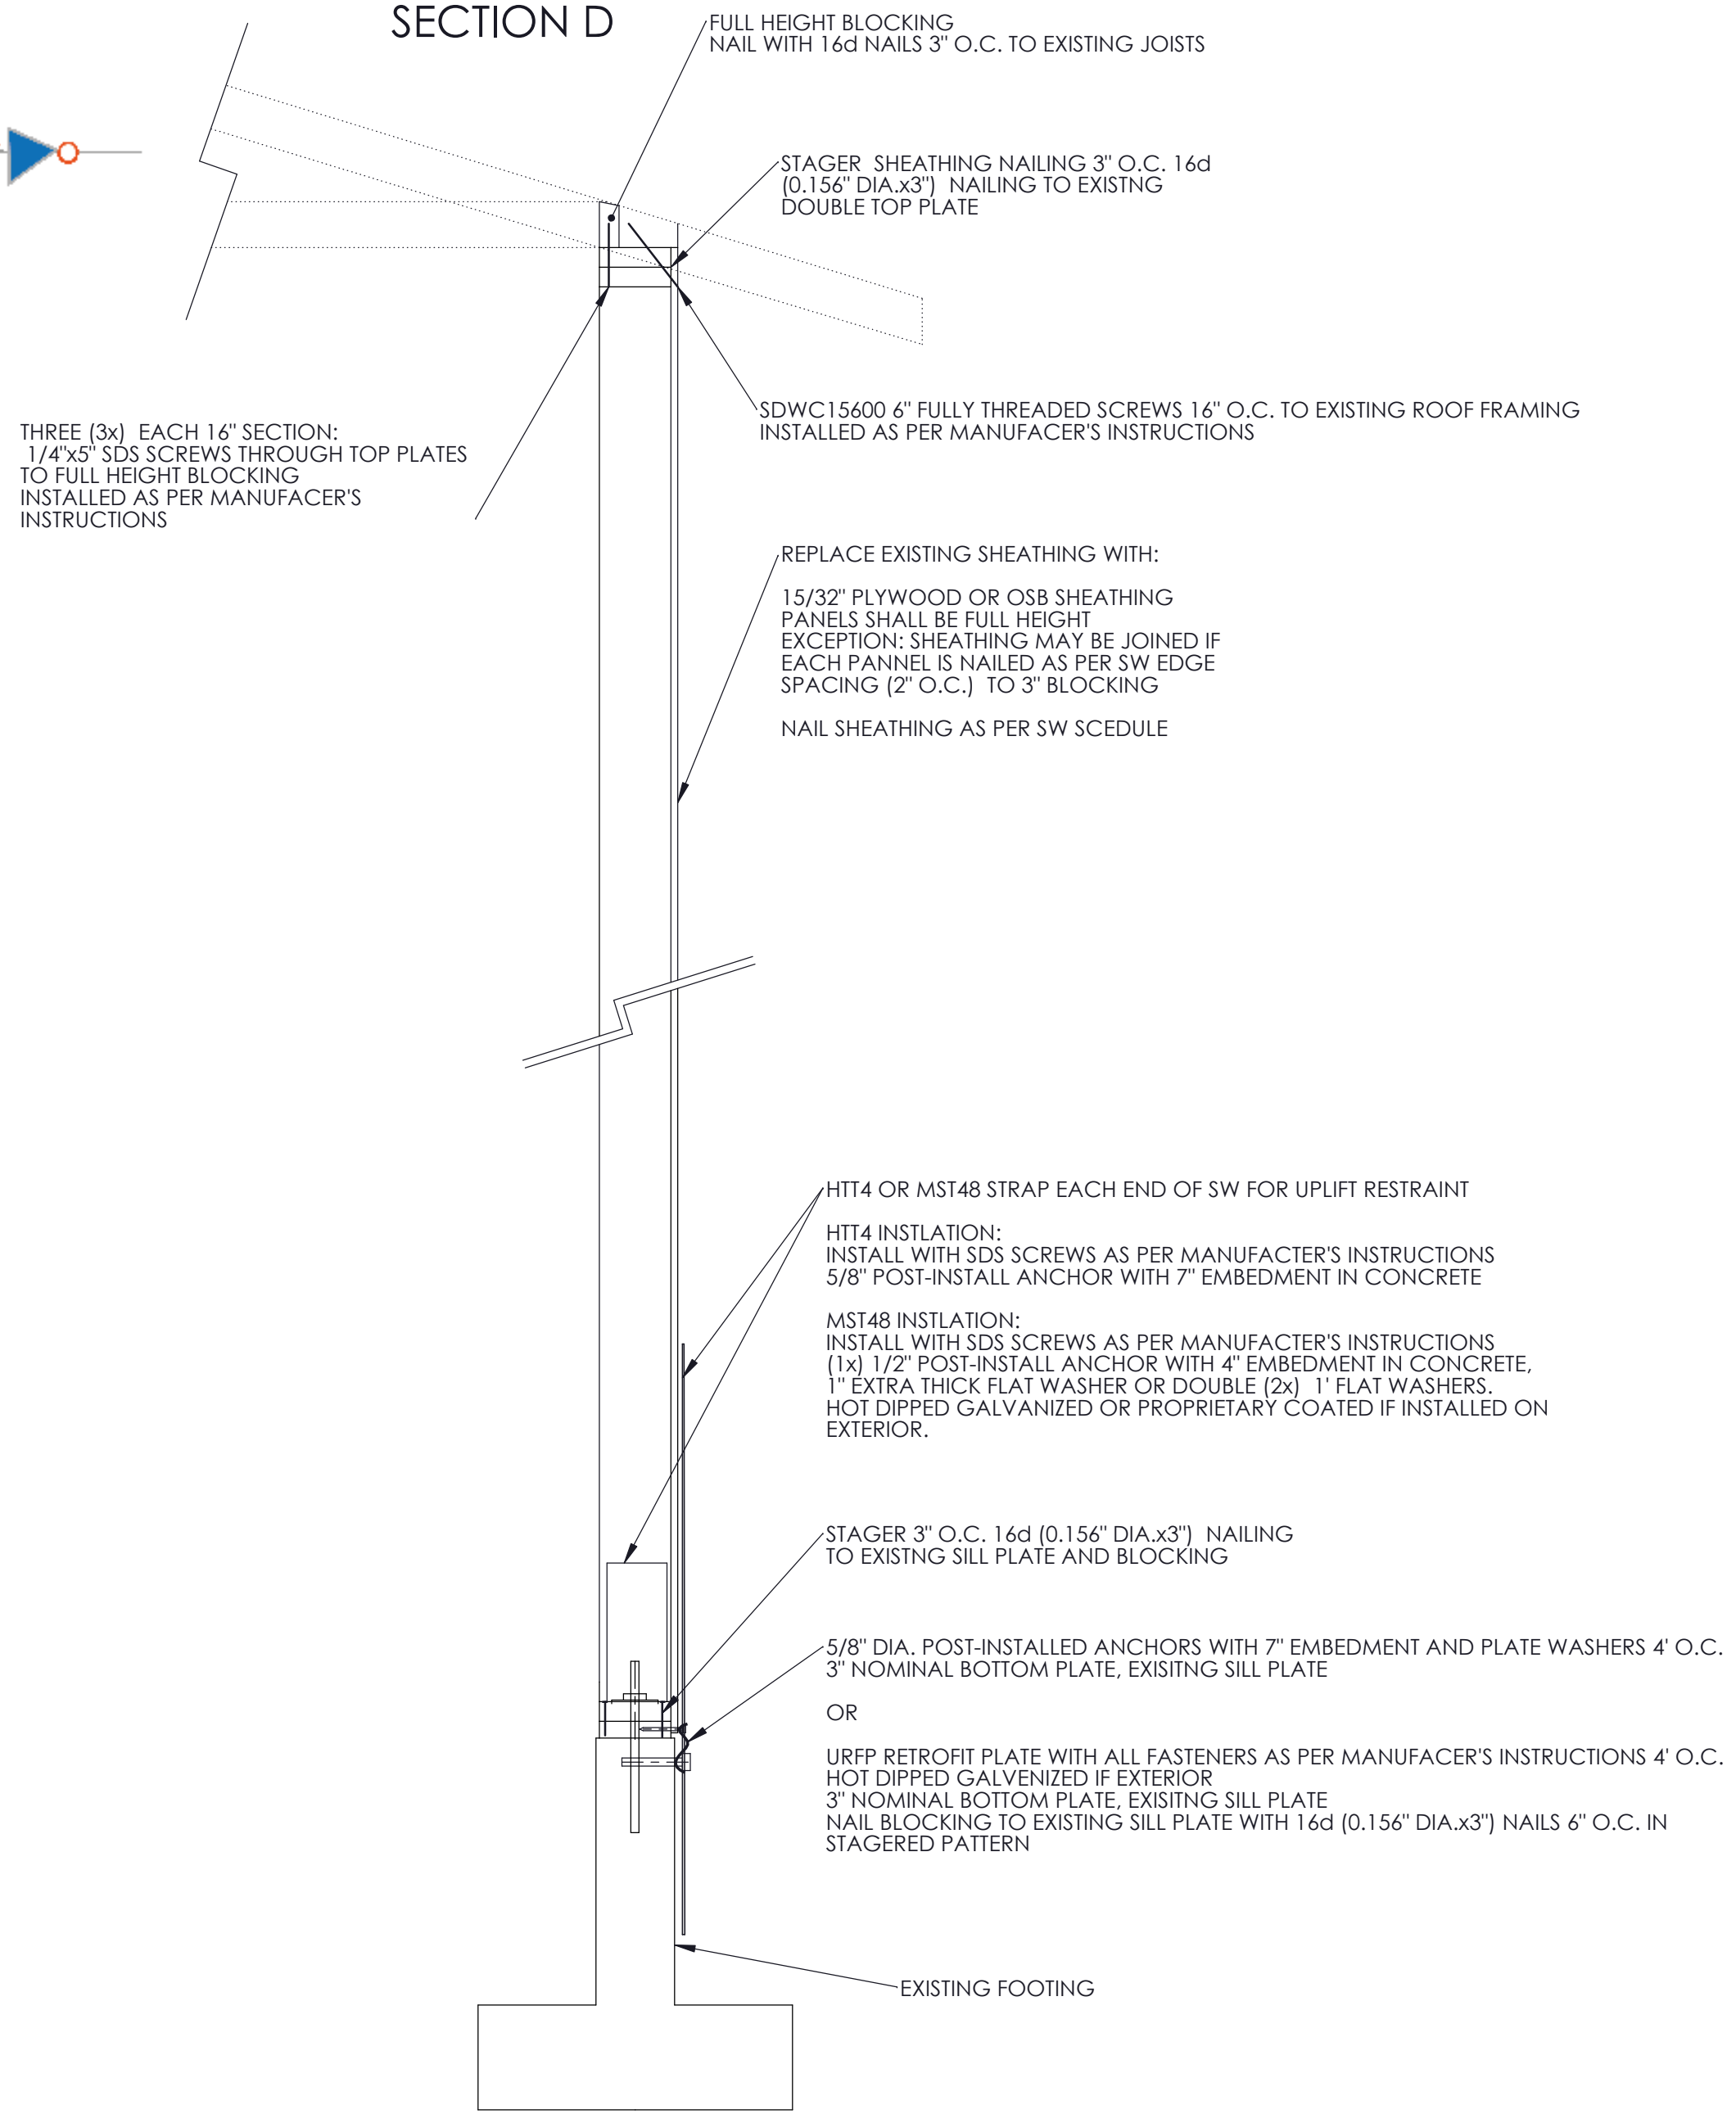 SECTION D
FULL HEIGHT BLOCKING
NAIL WITH 16d NAILS 3" O.C. TO EXISTING JOISTS
STAGER  SHEATHING NAILING 3" O.C. 16d
(0.156" DIA.x3")  NAILING TO EXISTNG
DOUBLE TOP PLATE
SDWC15600 6" FULLY THREADED SCREWS 16" O.C. TO EXISTING ROOF FRAMING
INSTALLED AS PER MANUFACER'S INSTRUCTIONS
THREE (3x)  EACH 16" SECTION:
1/4"x5" SDS SCREWS THROUGH TOP PLATES
TO FULL HEIGHT BLOCKING
INSTALLED AS PER MANUFACER'S
INSTRUCTIONS
REPLACE EXISTING SHEATHING WITH:
15/32" PLYWOOD OR OSB SHEATHING
PANELS SHALL BE FULL HEIGHT
EXCEPTION: SHEATHING MAY BE JOINED IF
EACH PANNEL IS NAILED AS PER SW EDGE
SPACING (2" O.C.)  TO 3" BLOCKING
NAIL SHEATHING AS PER SW SCEDULE
HTT4 OR MST48 STRAP EACH END OF SW FOR UPLIFT RESTRAINT
HTT4 INSTLATION:
INSTALL WITH SDS SCREWS AS PER MANUFACTER'S INSTRUCTIONS
5/8" POST-INSTALL ANCHOR WITH 7" EMBEDMENT IN CONCRETE
MST48 INSTLATION:
INSTALL WITH SDS SCREWS AS PER MANUFACTER'S INSTRUCTIONS
(1x) 1/2" POST-INSTALL ANCHOR WITH 4" EMBEDMENT IN CONCRETE,
1" EXTRA THICK FLAT WASHER OR DOUBLE (2x)  1' FLAT WASHERS.
HOT DIPPED GALVANIZED OR PROPRIETARY COATED IF INSTALLED ON
EXTERIOR.
STAGER 3" O.C. 16d (0.156" DIA.x3")  NAILING
TO EXISTNG SILL PLATE AND BLOCKING
5/8" DIA. POST-INSTALLED ANCHORS WITH 7" EMBEDMENT AND PLATE WASHERS 4' O.C.
3" NOMINAL BOTTOM PLATE, EXISITNG SILL PLATE
OR
URFP RETROFIT PLATE WITH ALL FASTENERS AS PER MANUFACER'S INSTRUCTIONS 4' O.C.
HOT DIPPED GALVENIZED IF EXTERIOR
3" NOMINAL BOTTOM PLATE, EXISITNG SILL PLATE
NAIL BLOCKING TO EXISTING SILL PLATE WITH 16d (0.156" DIA.x3") NAILS 6" O.C. IN
STAGERED PATTERN
EXISTING FOOTING